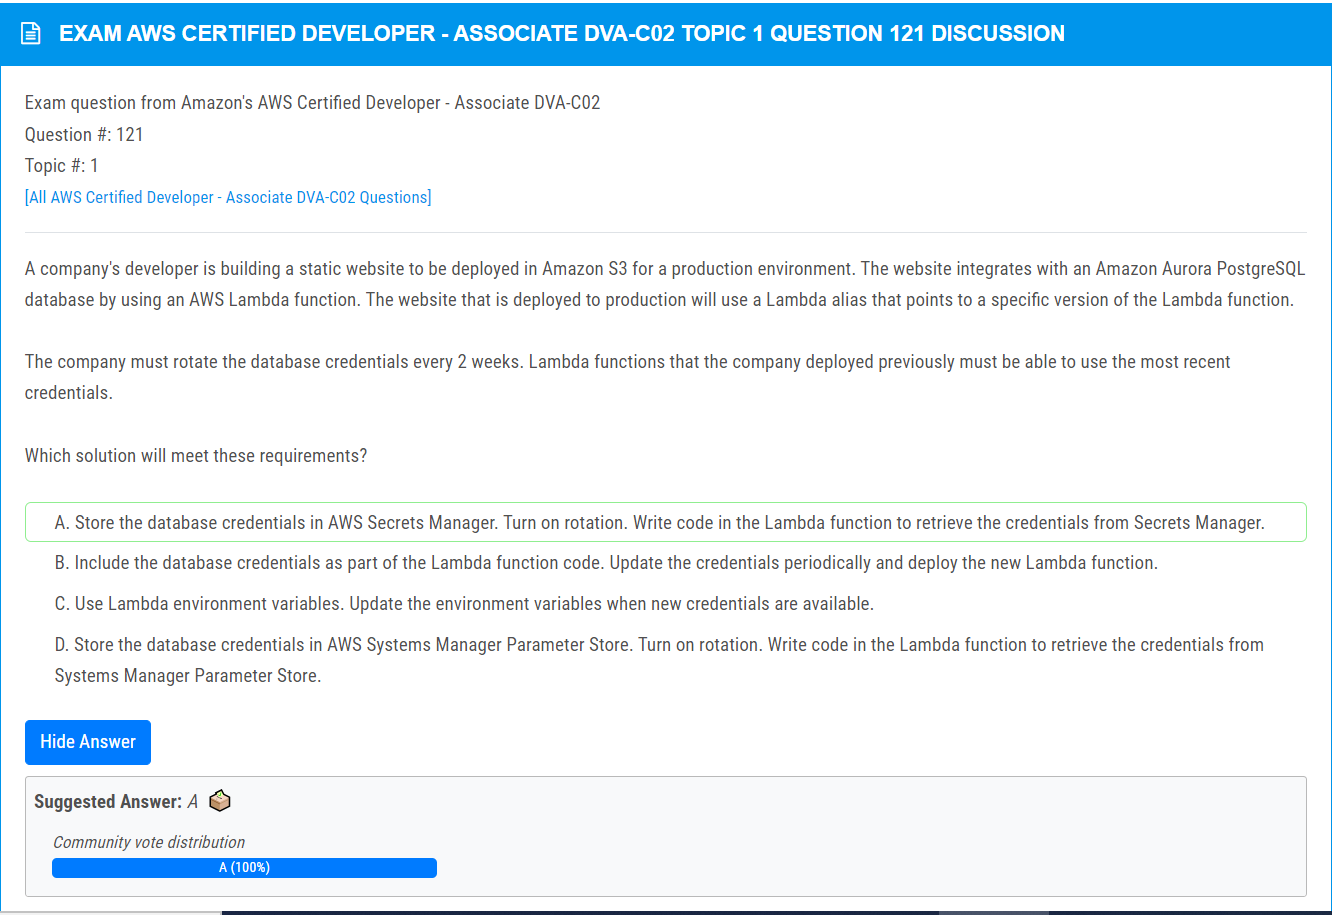 EXAM AWS CERTIFIED DEVELOPER - ASSOCIATE DVA-C02 TOPIC 1 QUESTION 121 DISCUSSION
Exam question from Amazon's AWS Certified Developer - Associate DVA-C02
Question #: 121
Topic #: 1
[All AWS Certified Developer - Associate DVA-C02 Questions]
A company's developer is building a static website to be deployed in Amazon S3 for a production environment. The website integrates with an Amazon Aurora PostgreSQL
database by using an AWS Lambda function. The website that is deployed to production will use a Lambda alias that points to a specific version of the Lambda function.
The company must rotate the database credentials every 2 weeks. Lambda functions that the company deployed previously must be able to use the most recent
credentials.
Which solution will meet these requirements?
A. Store the database credentials in AWS Secrets Manager. Turn on rotation. Write code in the Lambda function to retrieve the credentials from Secrets Manager.
B. Include the database credentials as part of the Lambda function code. Update the credentials periodically and deploy the new Lambda function.
C. Use Lambda environment variables. Update the environment variables when new credentials are available.
D. Store the database credentials in AWS Systems Manager Parameter Store. Turn on rotation. Write code in the Lambda function to retrieve the credentials from
Systems Manager Parameter Store.
Hide Answer
Suggested Answer: A
Community vote distribution
A (100%)